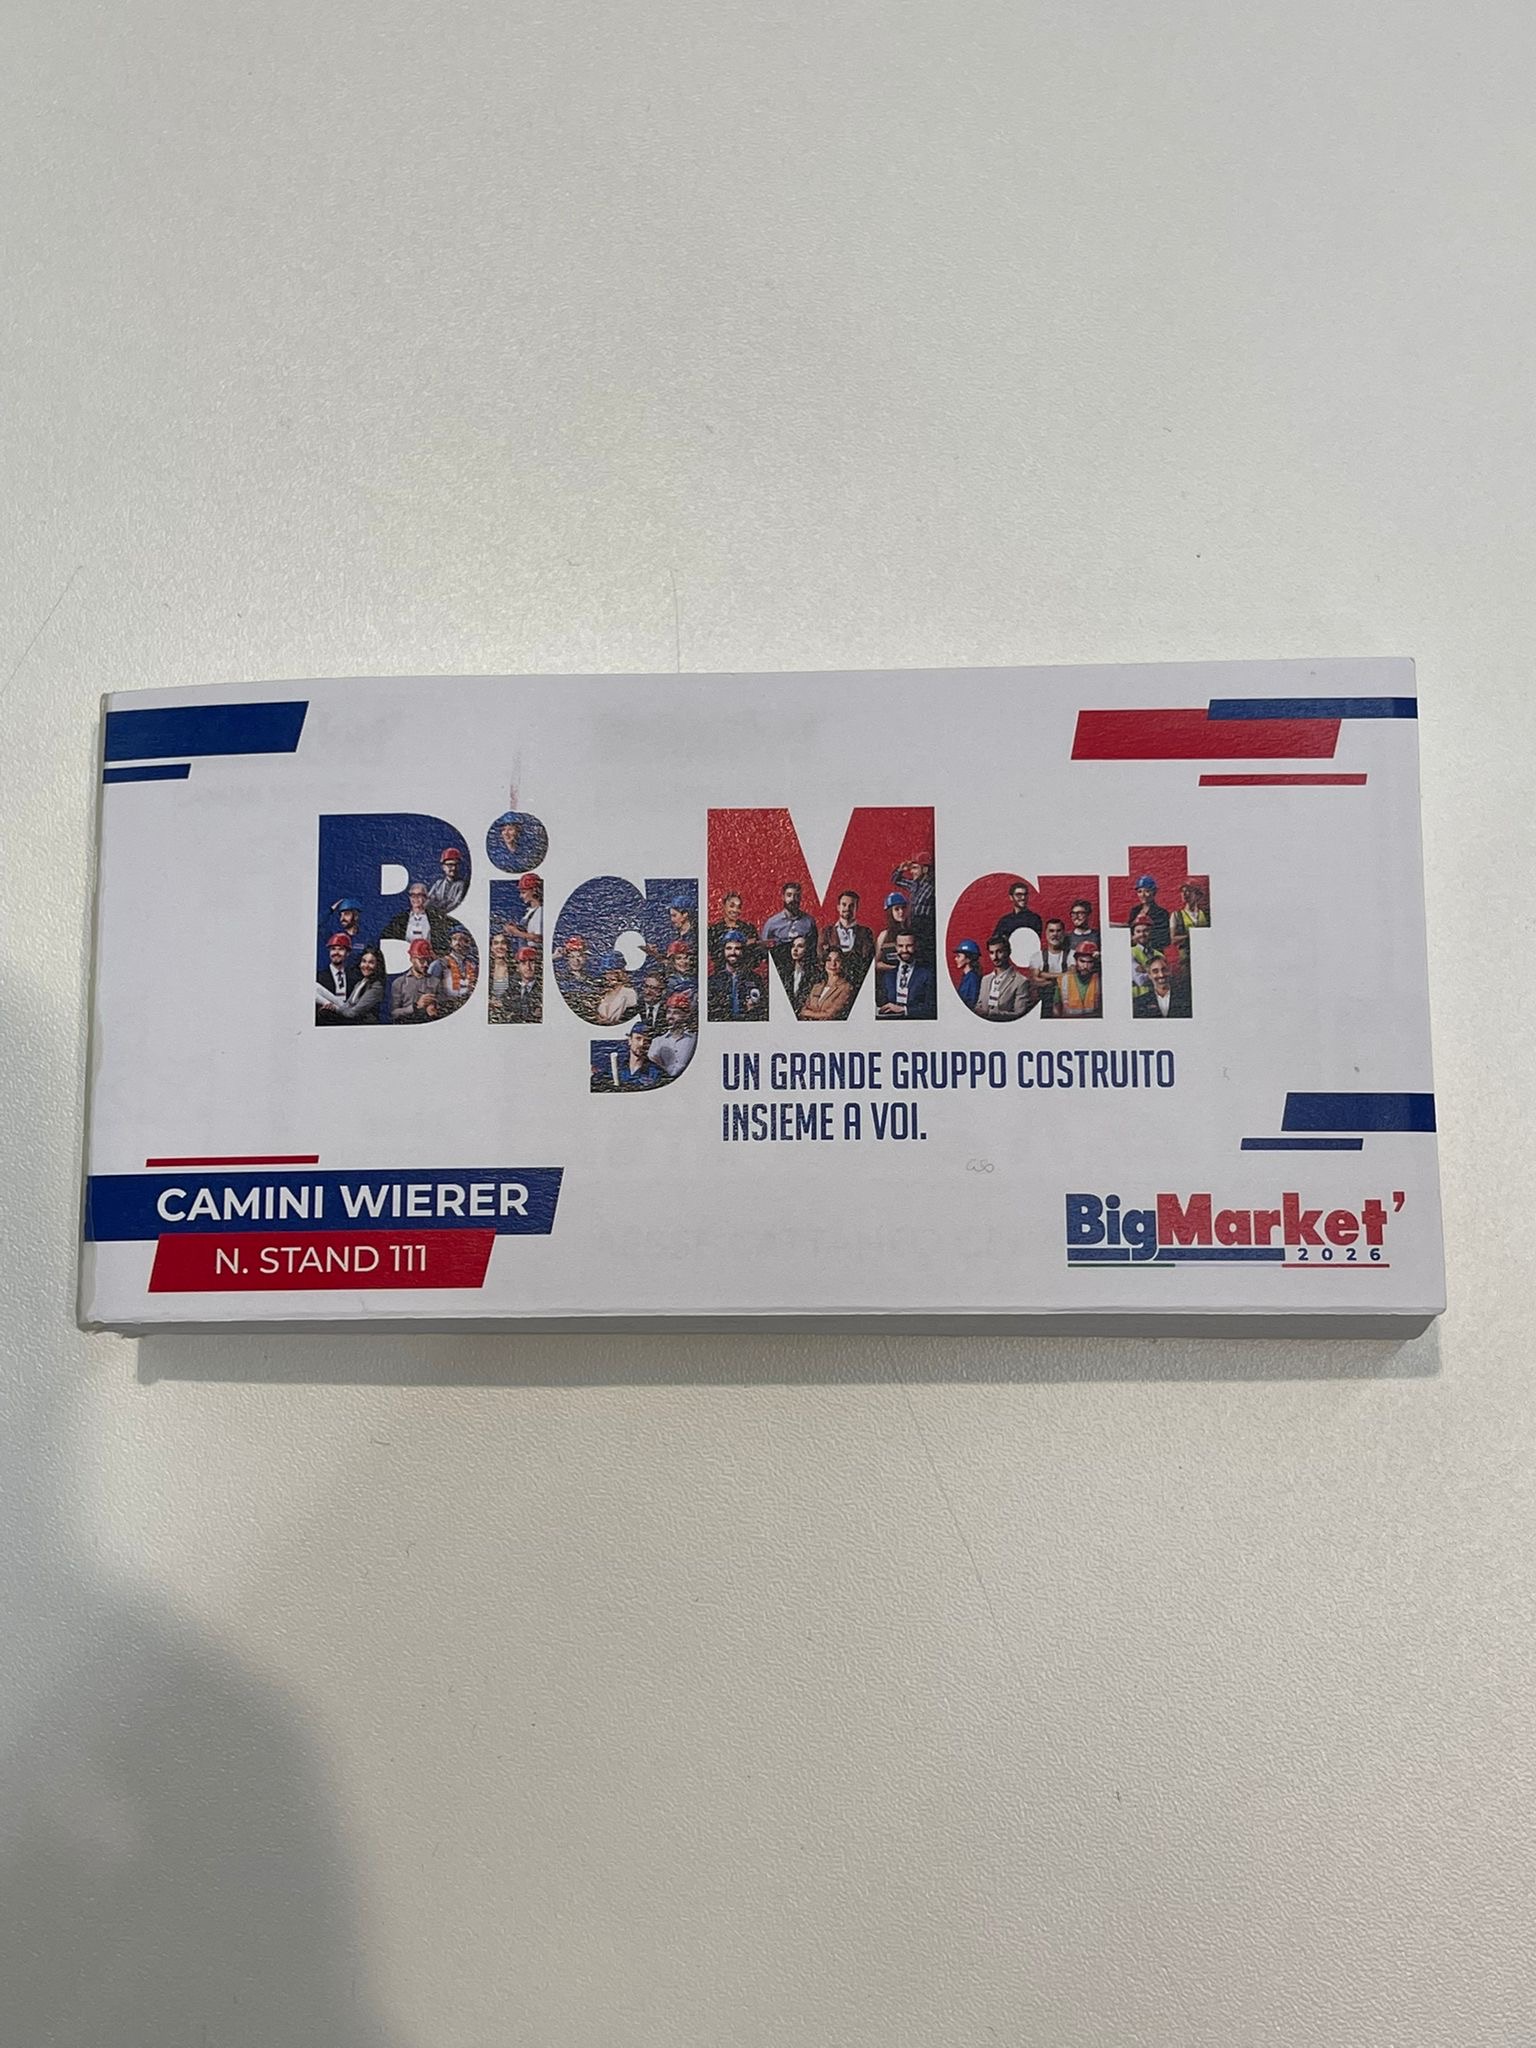 BigMat
UN GRANDE GRUPPO COSTRUITO
INSIEME A VOI.
CAMINI WIERER
N. STAND 111
BigMarket'
2026